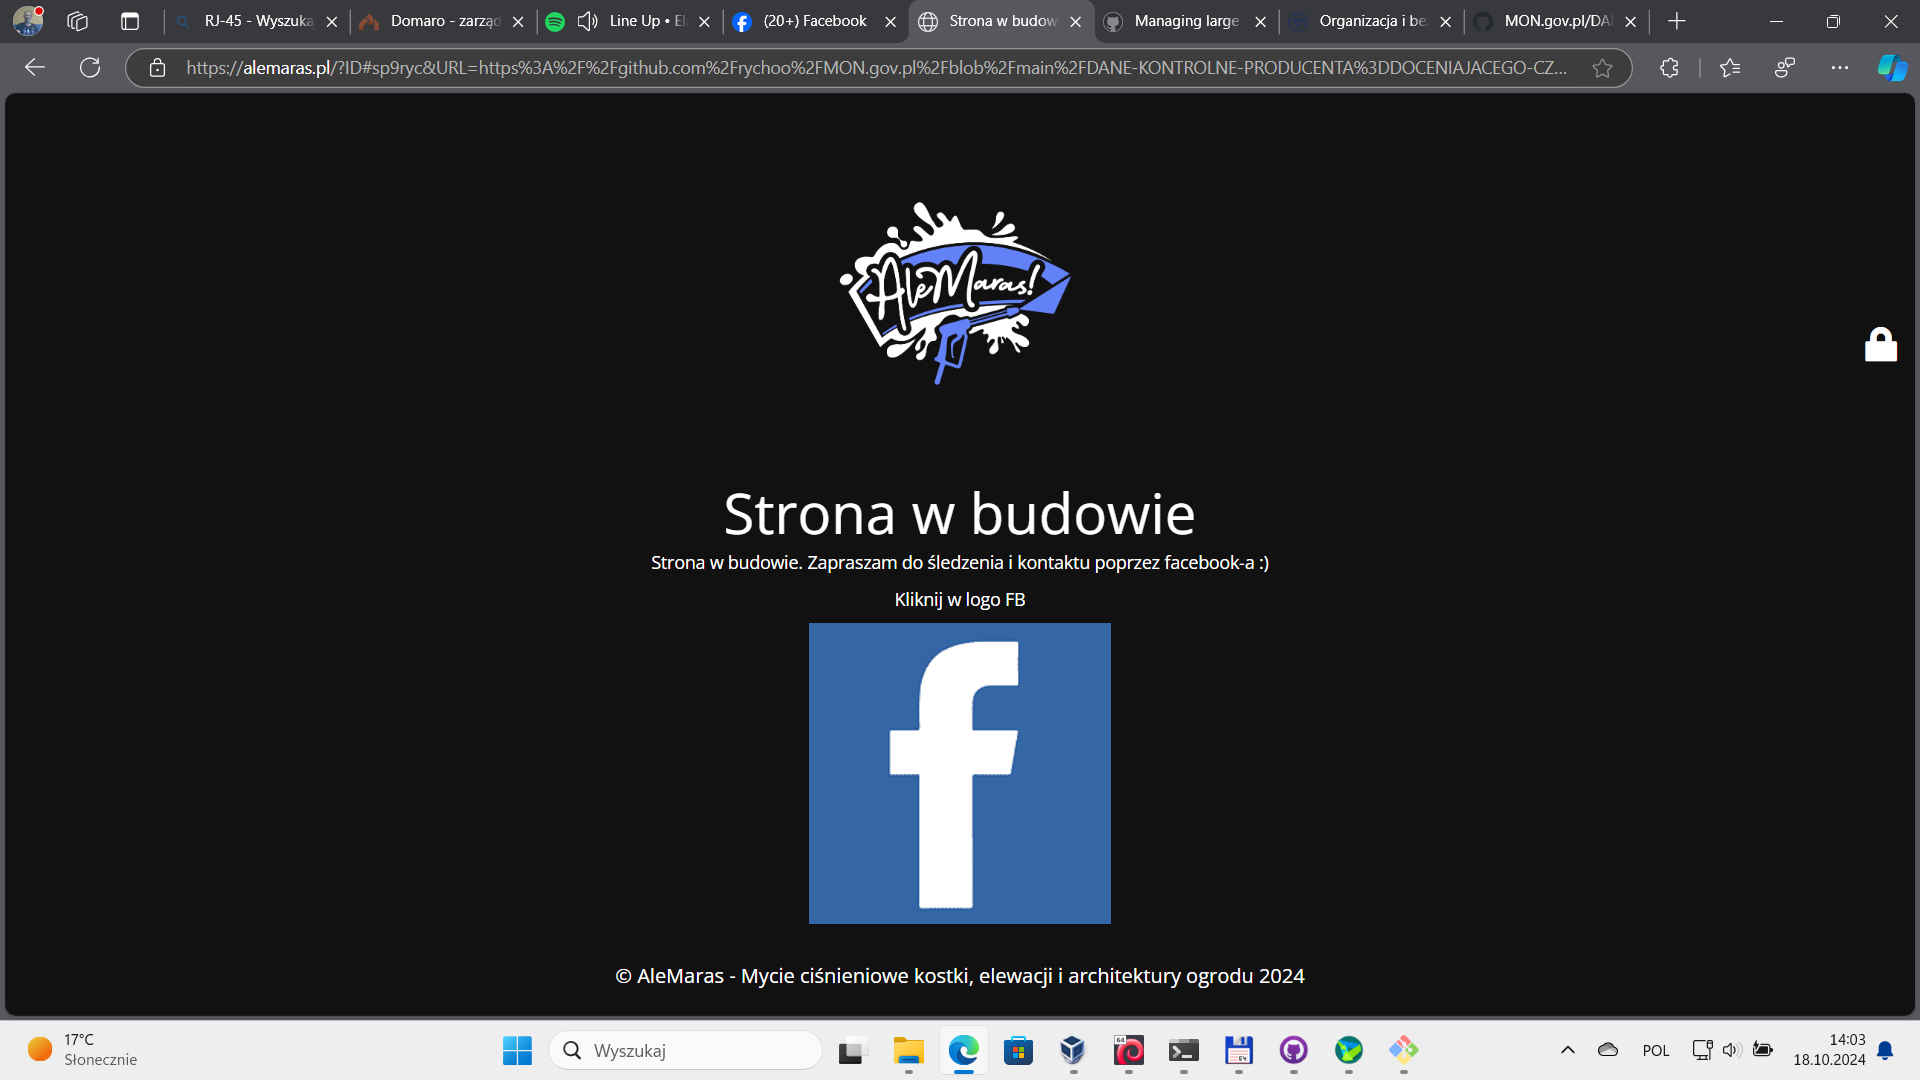 RJ-45 - Wyszuka
Domaro - zarząd
Line Up • El
(20+) Facebook
Strona w budow
Managing large
Organizacja i be
MON.gov.pl/DA
https://alemaras.pl/?ID#sp9ryc&URL=https%3A%2F%2Fgithub.com%2Frychoo%2FMON.gov.pl%2Fblob%2Fmain%2FDANE-KONTROLNE-PRODUCENTA%3DDOCENIAJACEGO-CZ...
AleMaras!
Strona w budowie
Strona w budowie. Zapraszam do śledzenia i kontaktu poprzez facebook-a :)
Kliknij w logo FB
f
© AleMaras - Mycie ciśnieniowe kostki, elewacji i architektury ogrodu 2024
17°C
Słonecznie
Wyszukaj
64
64
POL
14:03
18.10.2024